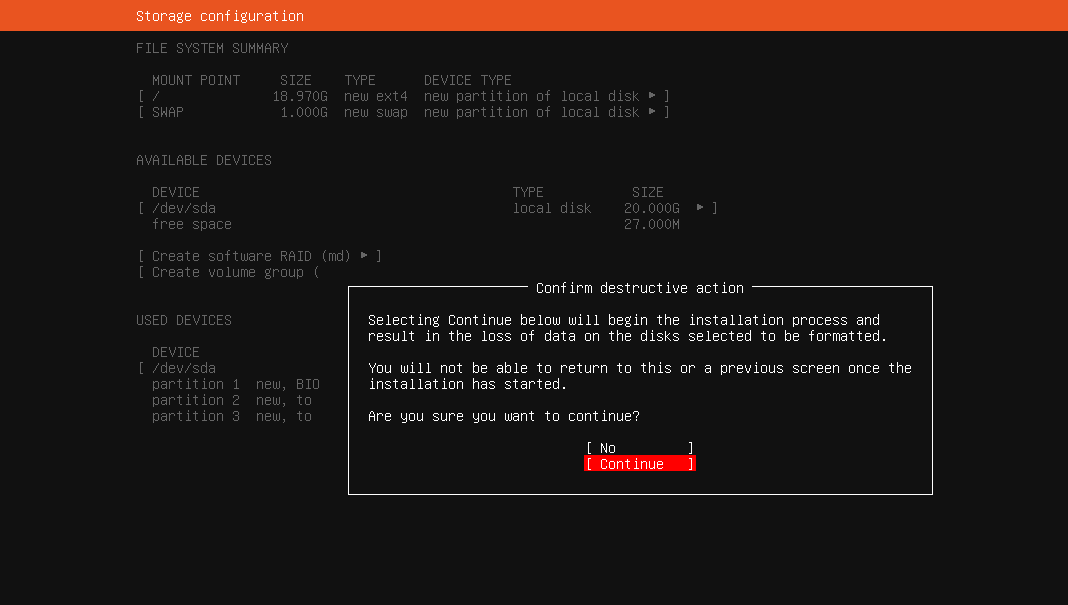 Storage configuration
FILE SYSTEM SUMMARY
MOUNT POINT SIZE TYPE DEVICE TYPE
[ / 18.970G new ext4 new partition of local disk ► ]
[ SWAP 1.000G new swap new partition of local disk ► ]
AVAILABLE DEVICES
DEVICE TYPE SIZE
[ /dev/sda local disk 20.000G ► ]
free space 27.000M
[ Create software RAID (md) ► ]
[ Create volume group (
USED DEVICES
DEVICE
[ /dev/sda
partition 1 new, BIO
partition 2 new, to
partition 3 new, to
Confirm destructive action
Selecting Continue below will begin the installation process and
result in the loss of data on the disks selected to be formatted.
You will not be able to return to this or a previous screen once the
installation has started.
Are you sure you want to continue?
[ No ]
[ Continue ]